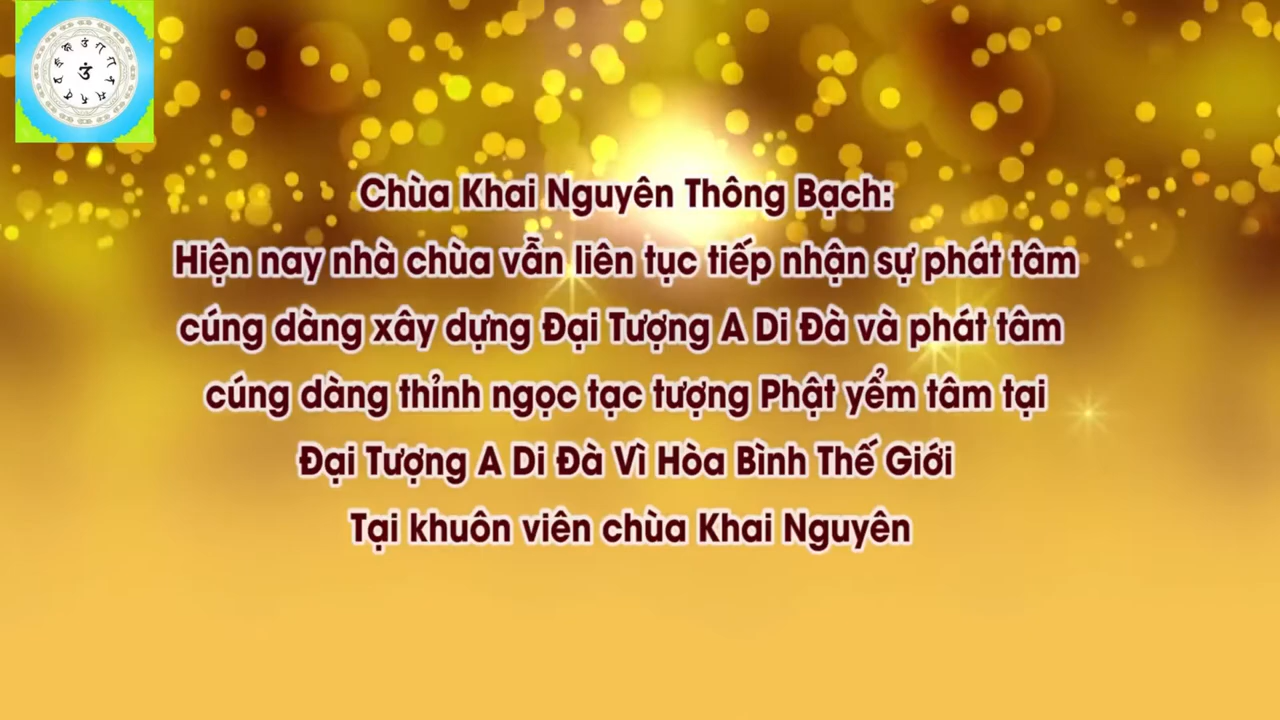 Chùa Khai Nguyên Thông Bạch:
Hiện nay nhà chùa vẫn liên tục tiếp nhận sự phát tâm
cúng dàng xây dựng Đại Tượng A Di Đà và phát tâm
cúng dàng thỉnh ngọc tạc tượng Phật yểm tâm tại
Đại Tượng A Di Đà Vì Hòa Bình Thế Giới
Tại khuôn viên chùa Khai Nguyên